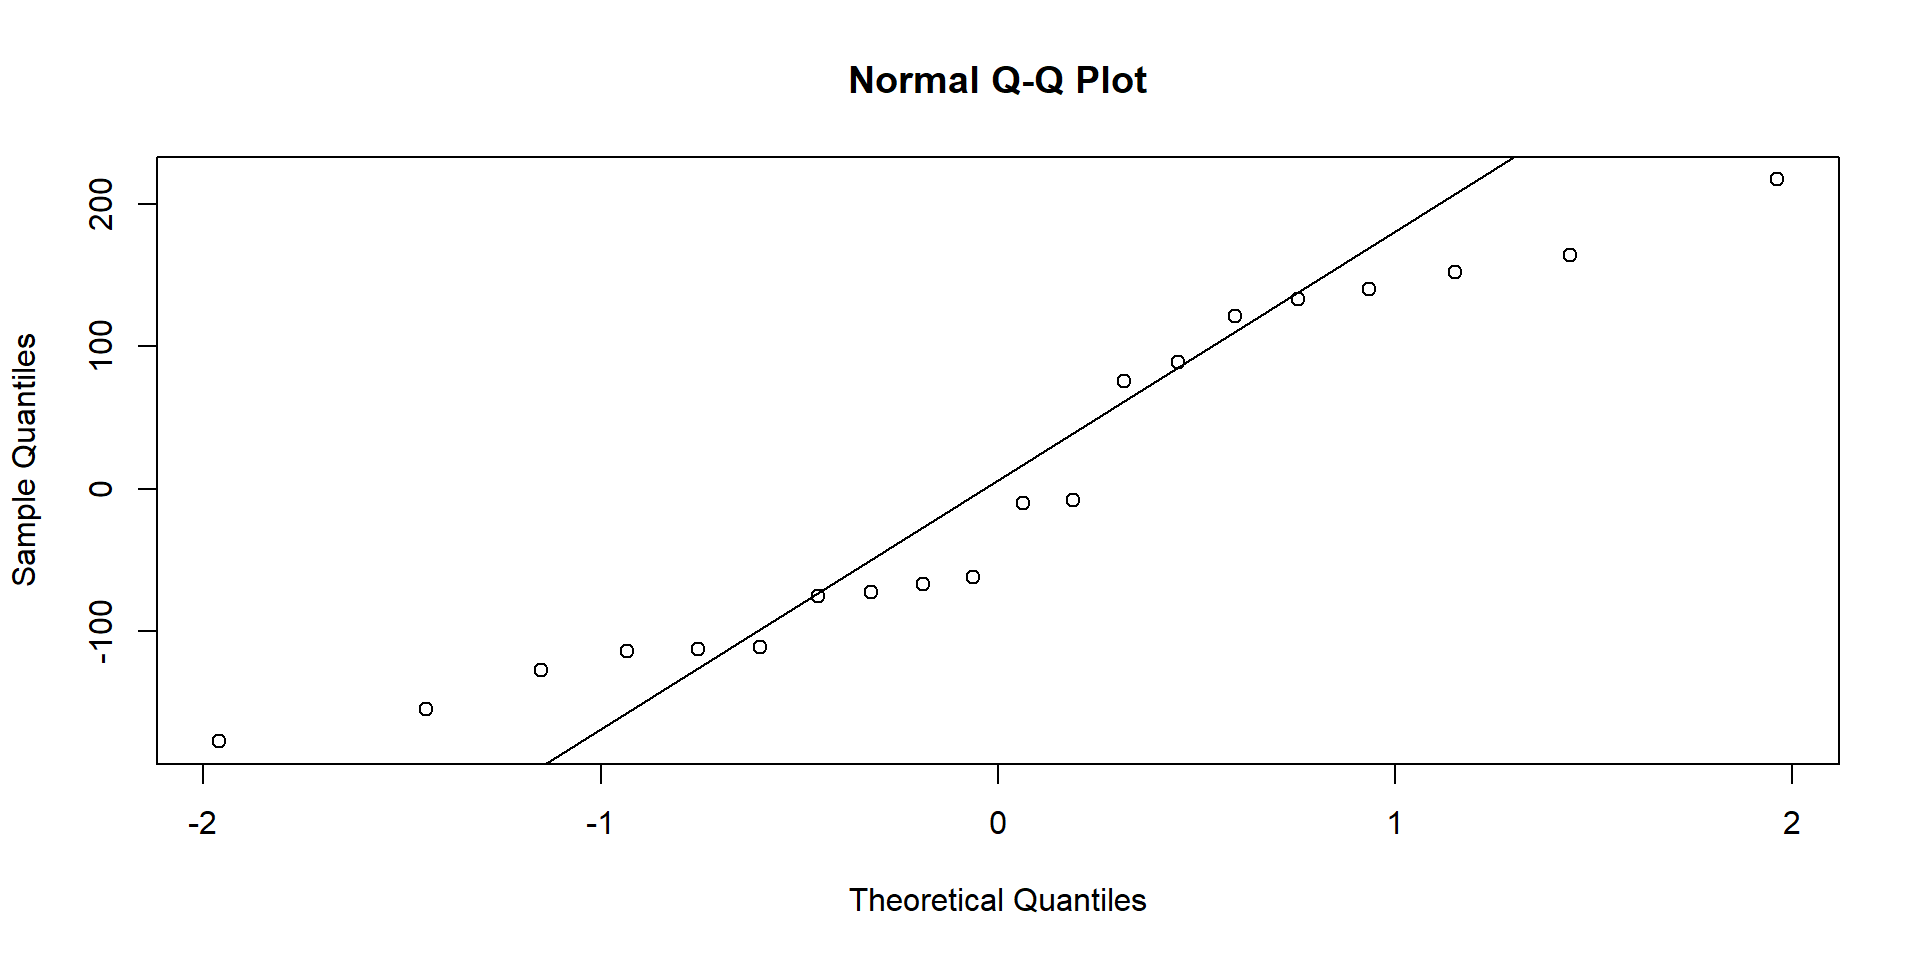 Normal Q-Q Plot
Sample Quantiles
200
100
0
-100
-2 -1 0 1 2
Theoretical Quantiles